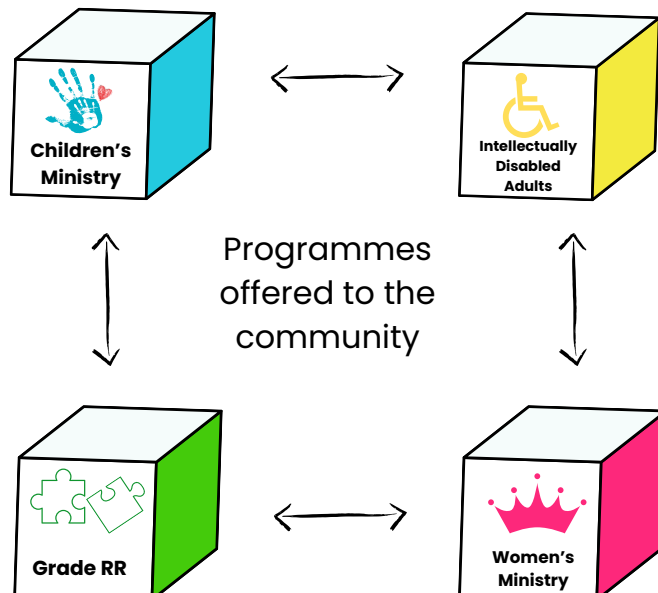 Children's
Ministry
Intellectually
Disabled
Adults
Programmes
offered to the
community
Grade RR
Women's
Ministry